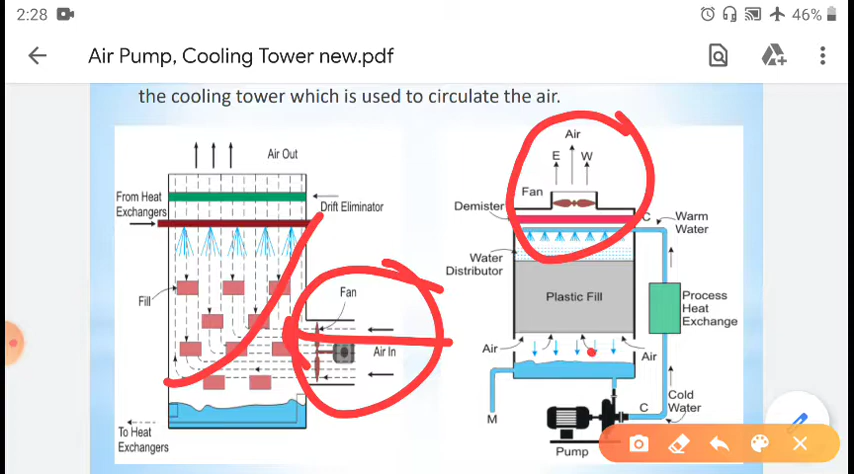 2:28
46%
Air Pump, Cooling Tower new.pdf
the cooling tower which is used to circulate the air.
Air Out
From Heat
Exchangers
Drift Eliminator
Fill
Fan
Air In
To Heat
Exchangers
Air
E W
Fan
Demister
C
Warm
Water
Water
Distributor
Plastic Fill
Process
Heat
Exchange
Air
Air
Cold
Water
C
M
Pump